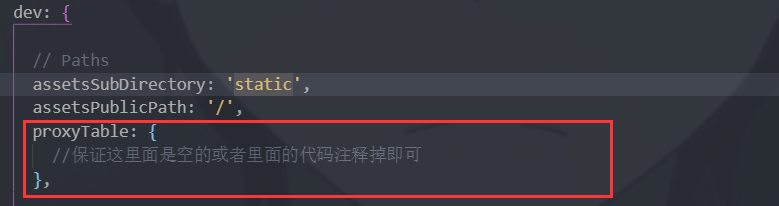 dev: {
// Paths
assetsSubDirectory: 'static',
assetsPublicPath: '/',
proxyTable: {
//保证这里面是空的或者里面的代码注释掉即可
},